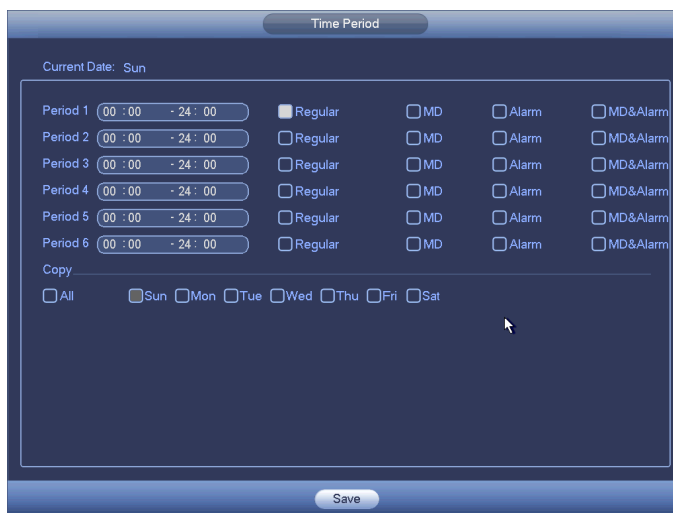 Time Period
Current Date: Sun
Period 1 00 : 00 - 24 : 00 Regular MD Alarm MD&Alarm
Period 2 00 : 00 - 24 : 00 Regular MD Alarm MD&Alarm
Period 3 00 : 00 - 24 : 00 Regular MD Alarm MD&Alarm
Period 4 00 : 00 - 24 : 00 Regular MD Alarm MD&Alarm
Period 5 00 : 00 - 24 : 00 Regular MD Alarm MD&Alarm
Period 6 00 : 00 - 24 : 00 Regular MD Alarm MD&Alarm
Copy
All Sun Mon Tue Wed Thu Fri Sat
Save